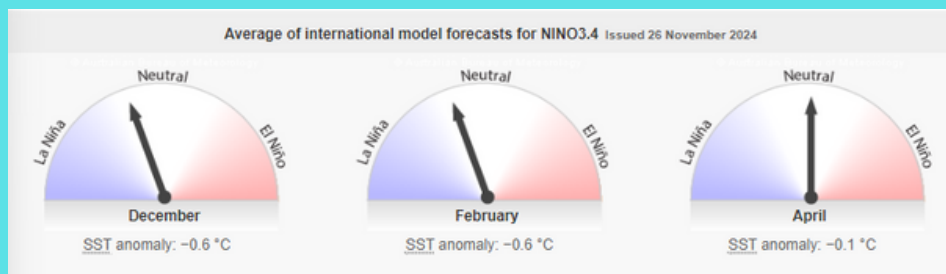 Average of international model forecasts for NINO3.4 Issued 26 November 2024
Neutral
La Niña
El Niño
December
SST anomaly: −0.6 °C
Neutral
La Niña
El Niño
February
SST anomaly: −0.6 °C
Neutral
La Niña
El Niño
April
SST anomaly: −0.1 °C